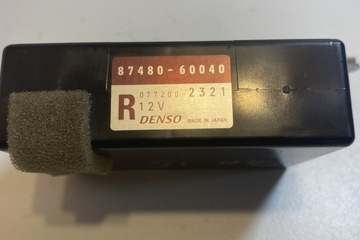 87480-60040
R
077200-2321
12V
DENSO MADE IN JAPAN